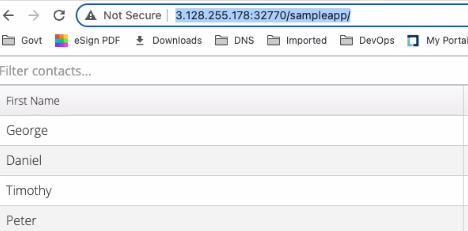 Not Secure 3.128.255.178:32770/sampleapp/
Govt eSign PDF Downloads DNS Imported DevOps My Portal
Filter contacts...
First Name
George
Daniel
Timothy
Peter